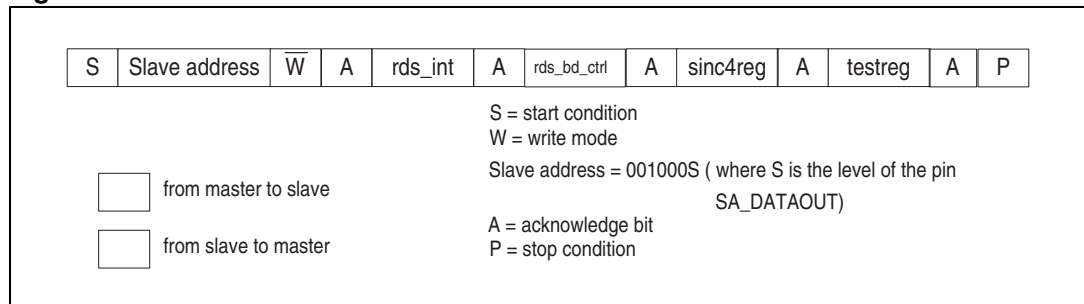 S Slave address W A rds_int A rds_bd_ctrl A sinc4reg A testreg A P
S = start condition
W = write mode
Slave address = 001000S ( where S is the level of the pin
SA_DATAOUT)
from master to slave
A = acknowledge bit
from slave to master
P = stop condition